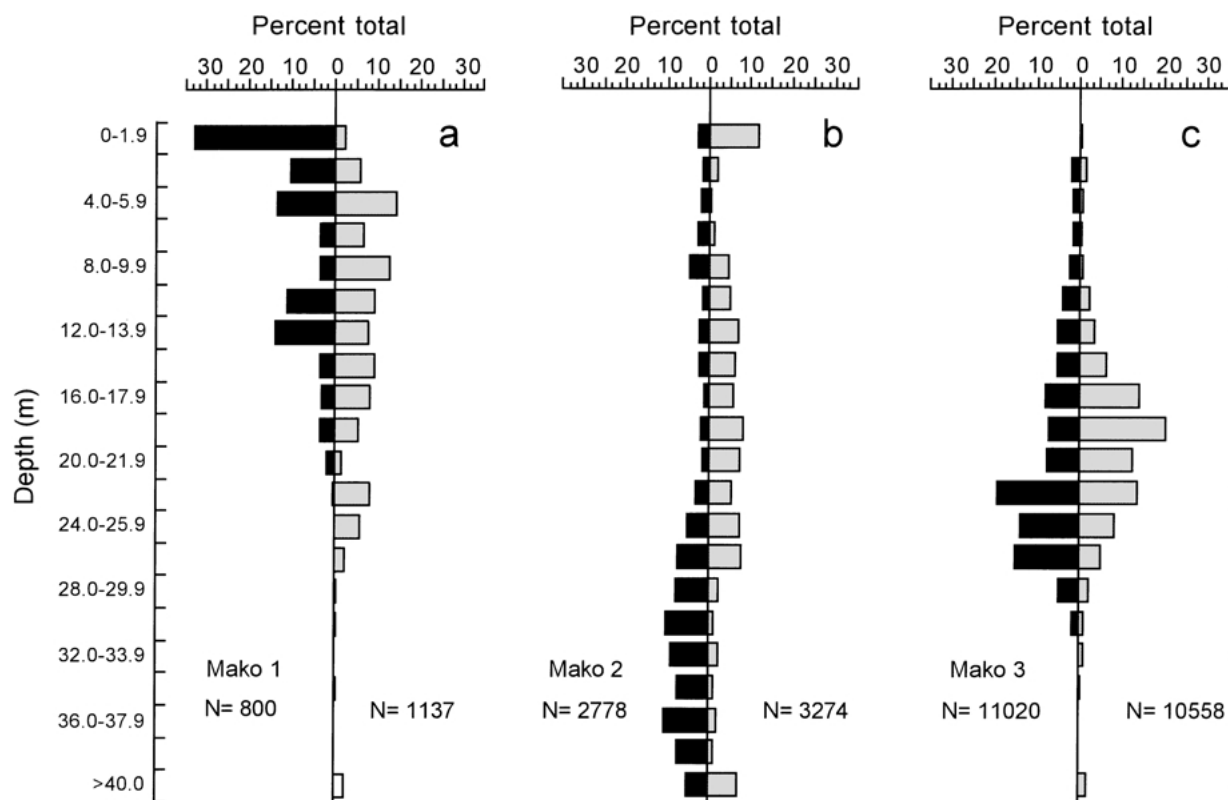 Percent total Percent total Percent total
30 20 10 0 10 20 30 30 20 10 0 10 20 30 30 20 10 0 10 20 30
a b c
0-1.9
4.0-5.9
8.0-9.9
12.0-13.9
16.0-17.9
20.0-21.9
24.0-25.9
28.0-29.9
32.0-33.9
36.0-37.9
>40.0
Depth (m)
Mako 1 Mako 2 Mako 3
N= 800 N= 1137 N= 2778 N= 3274 N= 11020 N= 10558